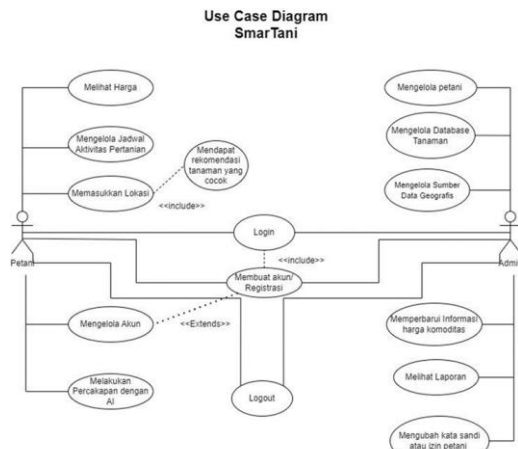 Use Case Diagram
SmarTani
Melihat Harga
Mengelola Jadwal
Aktivitas Pertanian
Mendapat
rekomendasi
tanaman yang
cocok
Memasukkan Lokasi
<<include>>
Mengelola petani
Mengelola Database
Tanaman
Mengelola Sumber
Data Geografis
Login
Petani
Admi
<<include>>
Membuat akun/
Registrasi
Mengelola Akun
<<Extends>>
Melakukan
Percakapan dengan
AI
Logout
Memperbarui Informasi
harga komoditas
Melihat Laporan
Mengubah kata sandi
atau izin petani